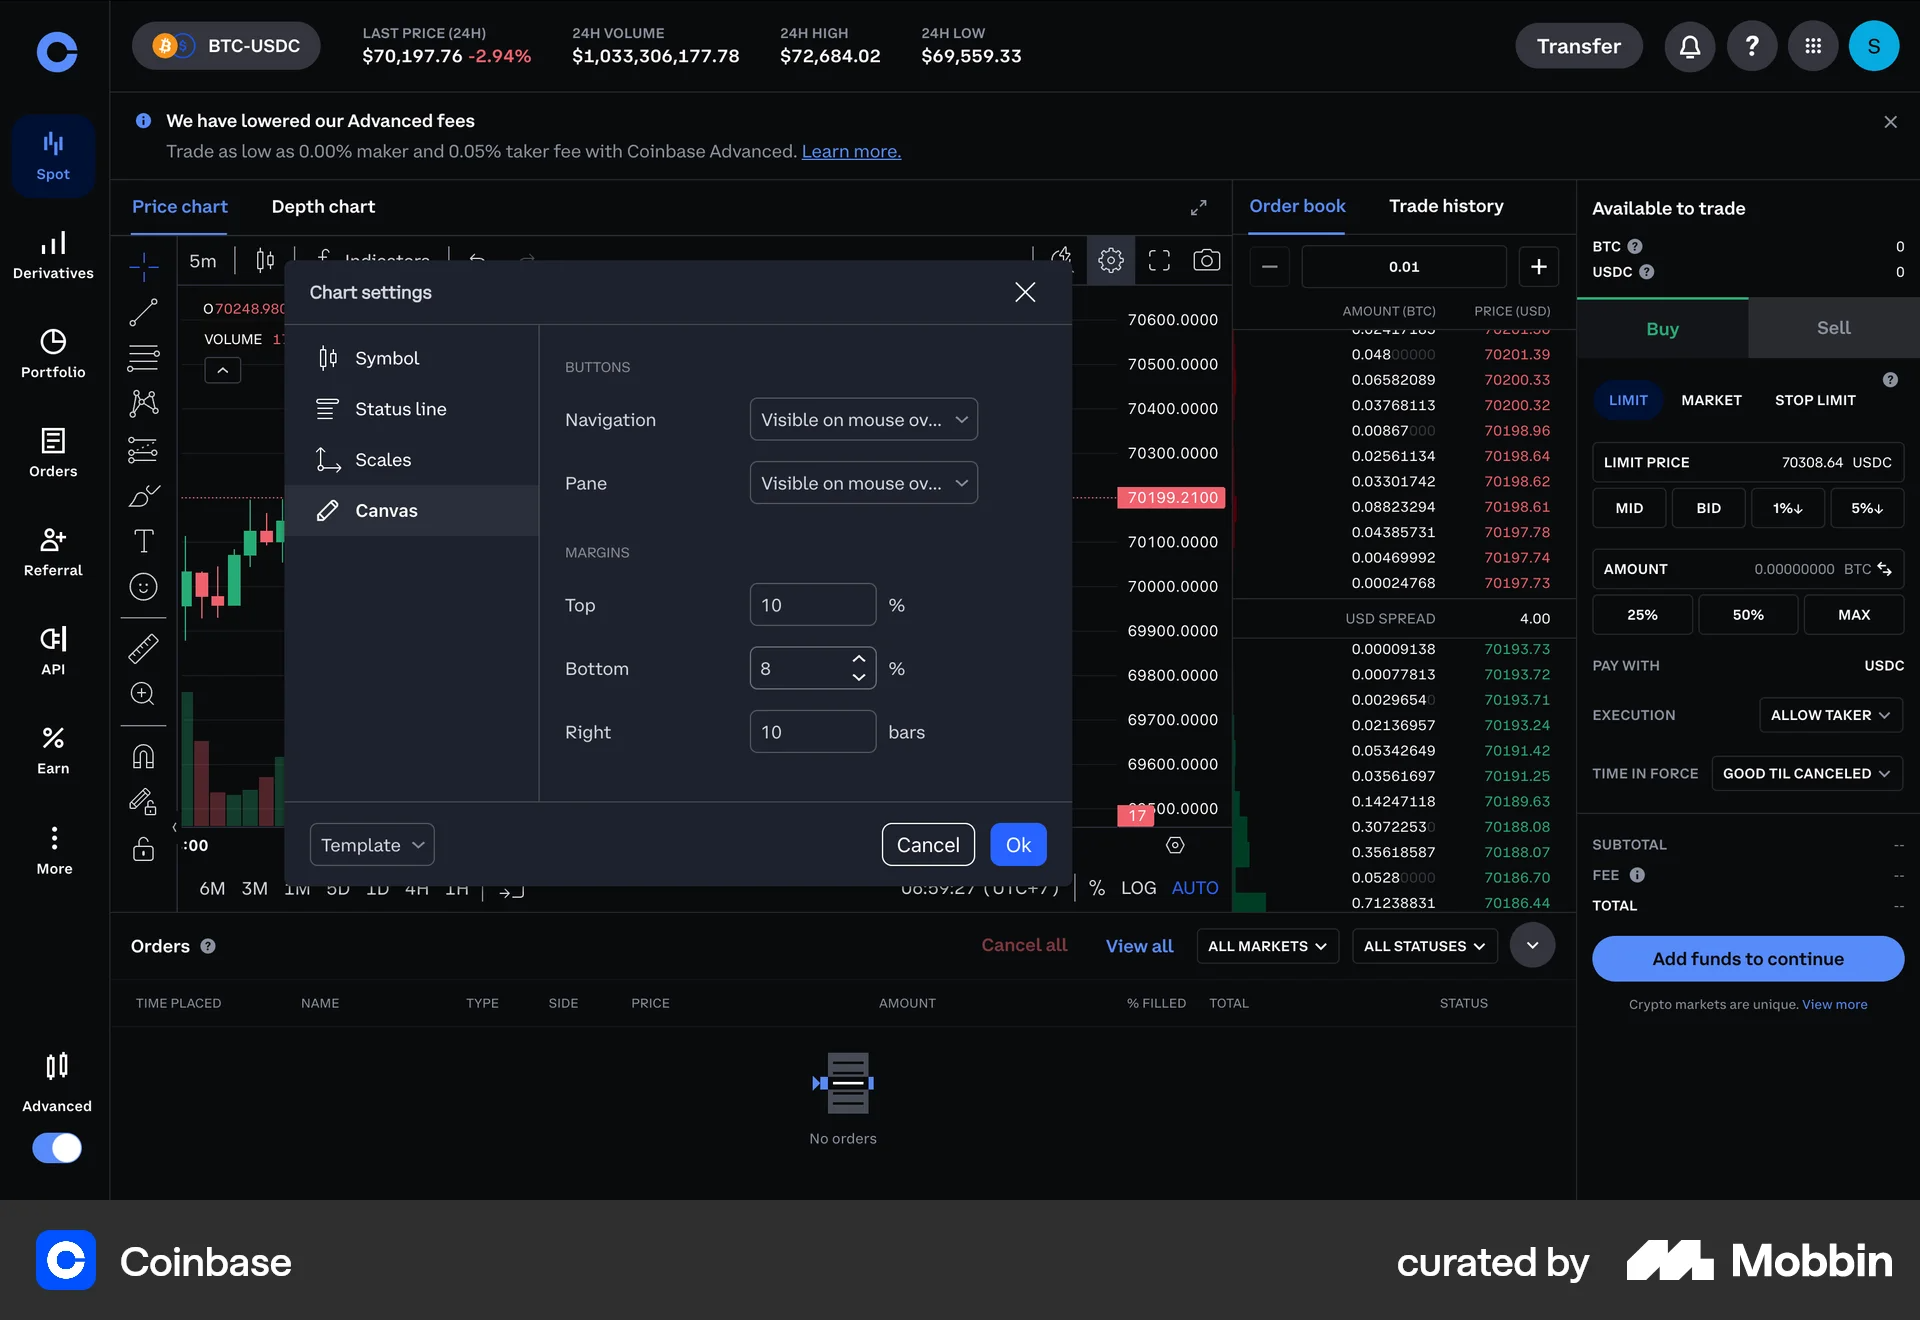 BTC-USDC
LAST PRICE (24H)
$70,197.76 -2.94%
24H VOLUME
$1,033,306,177.78
24H HIGH
$72,684.02
24H LOW
$69,559.33
Transfer
?
S
We have lowered our Advanced fees
Trade as low as 0.00% maker and 0.05% taker fee with Coinbase Advanced. Learn more.
Spot
Derivatives
Portfolio
Orders
Referral
API
Earn
More
Advanced
Price chart
Depth chart
5m
Indicators
O70248.980
VOLUME
Chart settings
Symbol
Status line
Scales
Canvas
BUTTONS
Navigation
Visible on mouse ov...
Pane
Visible on mouse ov...
MARGINS
Top
10
%
Bottom
8
%
Right
10
bars
Template
Cancel
Ok
70600.0000
70500.0000
70400.0000
70300.0000
70199.2100
70100.0000
70000.0000
69900.0000
69800.0000
69700.0000
69600.0000
69500.0000
17
:00
6M 3M 1M 5D 1D 4H 1H
06:59:27 (UTC+7)
% LOG AUTO
Order book
Trade history
0.01
AMOUNT (BTC) PRICE (USD)
0.02417185 70201.50
0.04800000 70201.39
0.06582089 70200.33
0.03768113 70200.32
0.00867000 70198.96
0.02561134 70198.64
0.03301742 70198.62
0.08823294 70198.61
0.04385731 70197.78
0.00469992 70197.74
0.00024768 70197.73
USD SPREAD 4.00
0.00009138 70193.73
0.00077813 70193.72
0.00296540 70193.71
0.02136957 70193.24
0.05342649 70191.42
0.03561697 70191.25
0.14247118 70189.63
0.30722530 70188.08
0.35618587 70188.07
0.05280000 70186.70
0.71238831 70186.44
Available to trade
BTC ? 0
USDC ? 0
Buy
Sell
?
LIMIT MARKET STOP LIMIT
LIMIT PRICE 70308.64 USDC
MID BID 1%↓ 5%↓
AMOUNT 0.00000000 BTC
25% 50% MAX
PAY WITH USDC
EXECUTION ALLOW TAKER
TIME IN FORCE GOOD TIL CANCELED
SUBTOTAL --
FEE --
TOTAL --
Add funds to continue
Crypto markets are unique. View more
Orders ?
Cancel all
View all
ALL MARKETS
ALL STATUSES
TIME PLACED NAME TYPE SIDE PRICE AMOUNT % FILLED TOTAL STATUS
No orders
Coinbase
curated by Mobbin